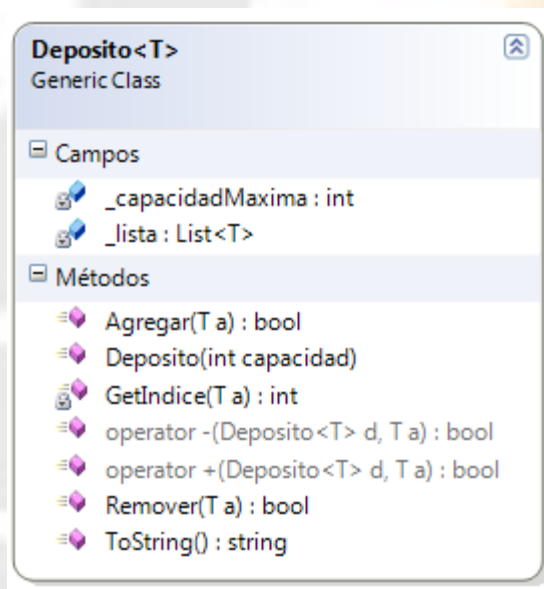 Deposito<T>
Generic Class
Campos
_capacidadMaxima : int
_lista : List<T>
Métodos
Agregar(T a) : bool
Deposito(int capacidad)
GetIndice(T a) : int
operator -(Deposito<T> d, T a) : bool
operator +(Deposito<T> d, T a) : bool
Remover(T a) : bool
ToString() : string